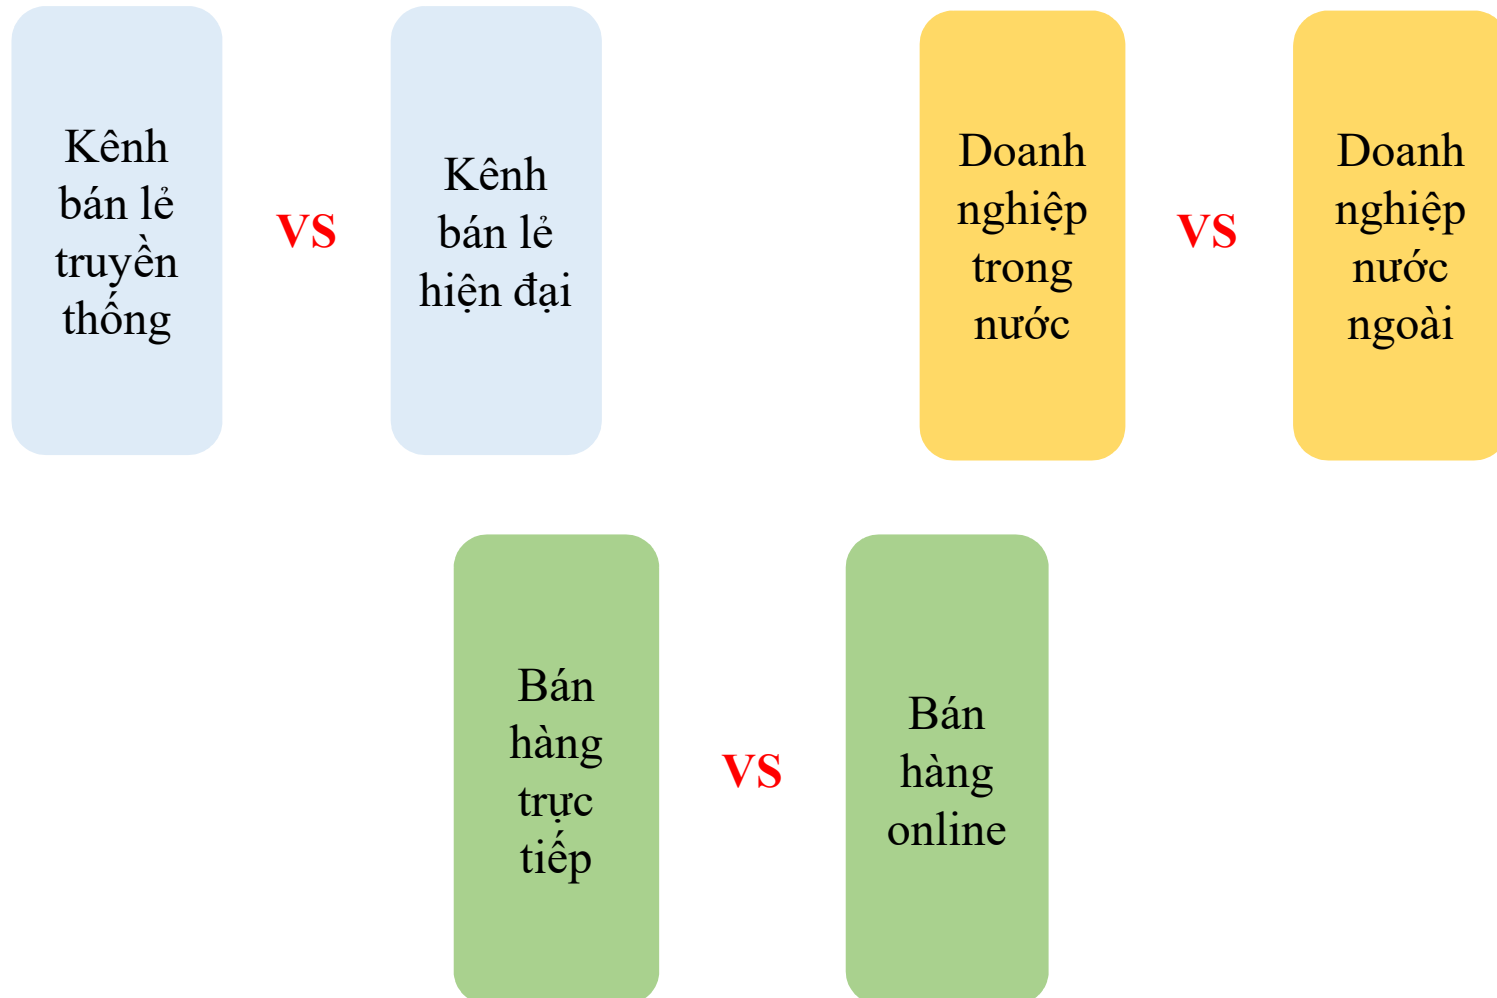 Kênh
bán lẻ
truyền
thống
VS
Kênh
bán lẻ
hiện đại
Doanh
nghiệp
trong
nước
VS
Doanh
nghiệp
nước
ngoài
Bán
hàng
trực
tiếp
VS
Bán
hàng
online